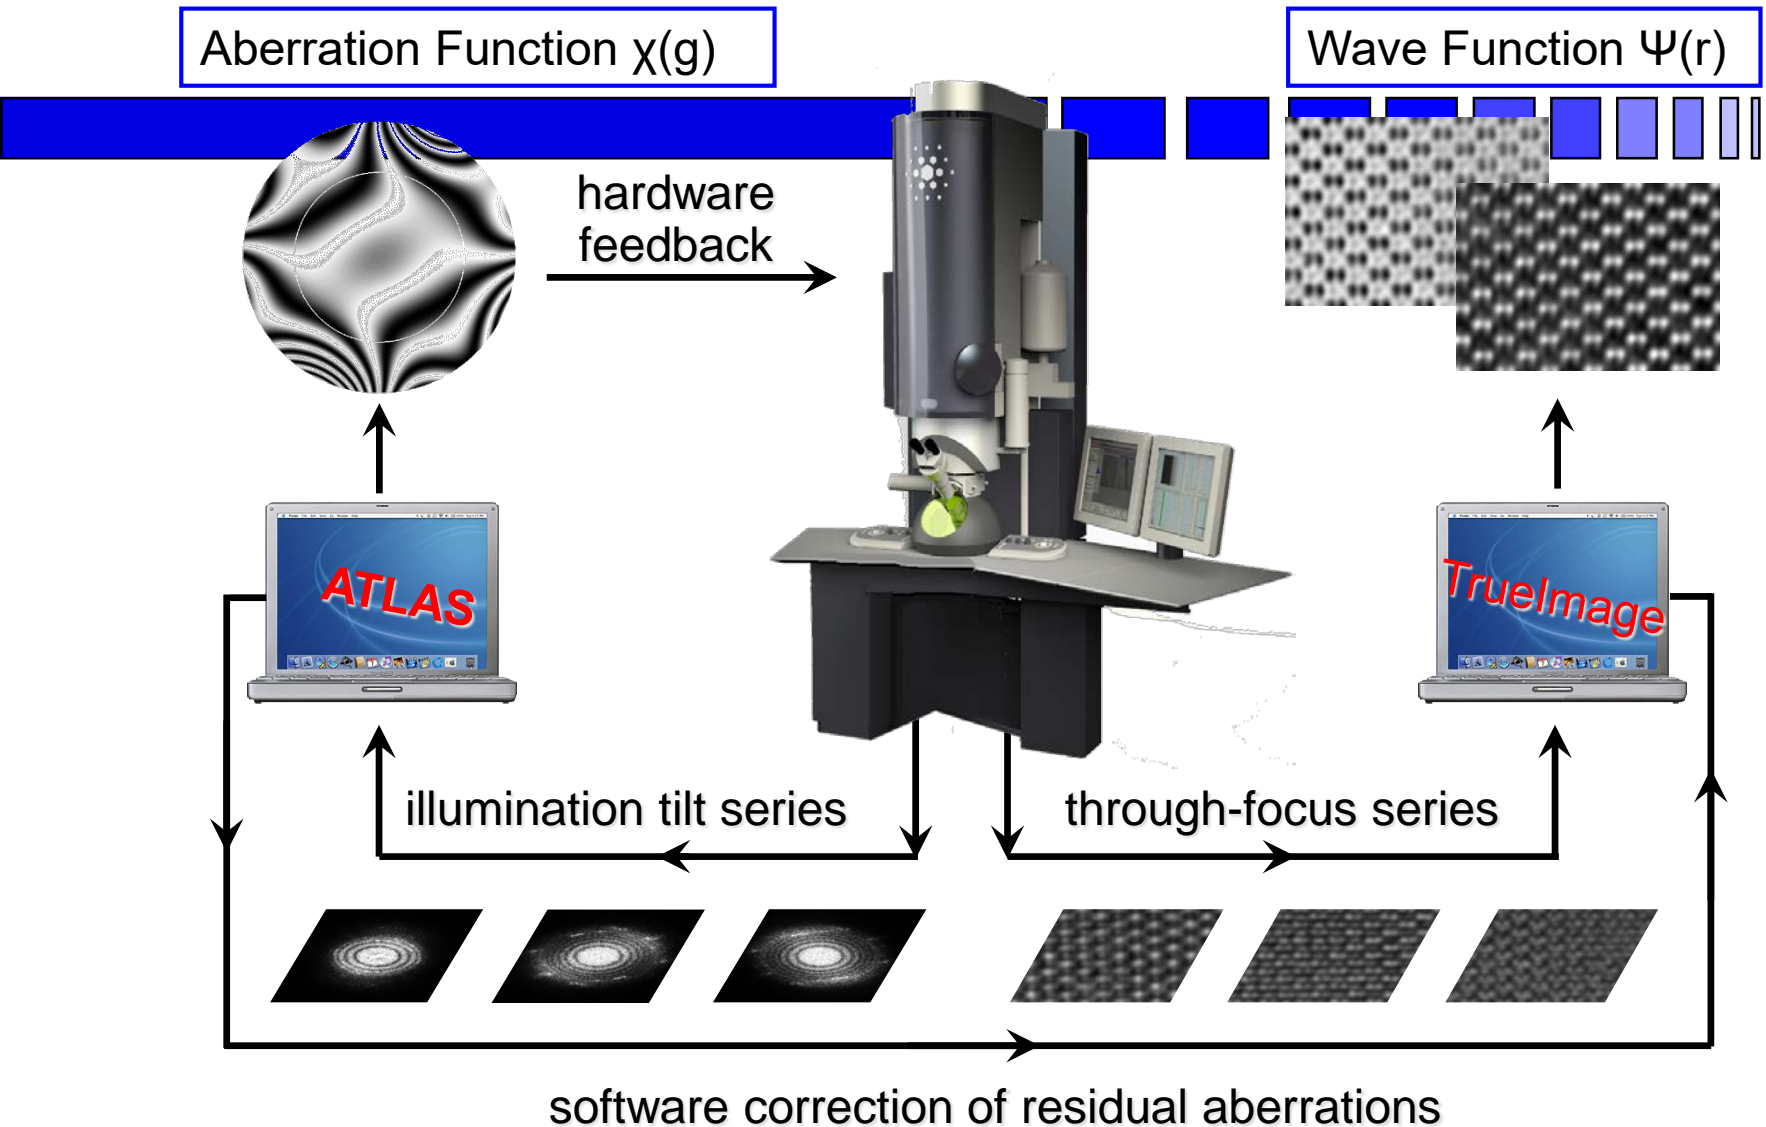 Aberration Function χ(g)
Wave Function Ψ(r)
hardware
feedback
ATLAS
TrueImage
illumination tilt series
through-focus series
software correction of residual aberrations